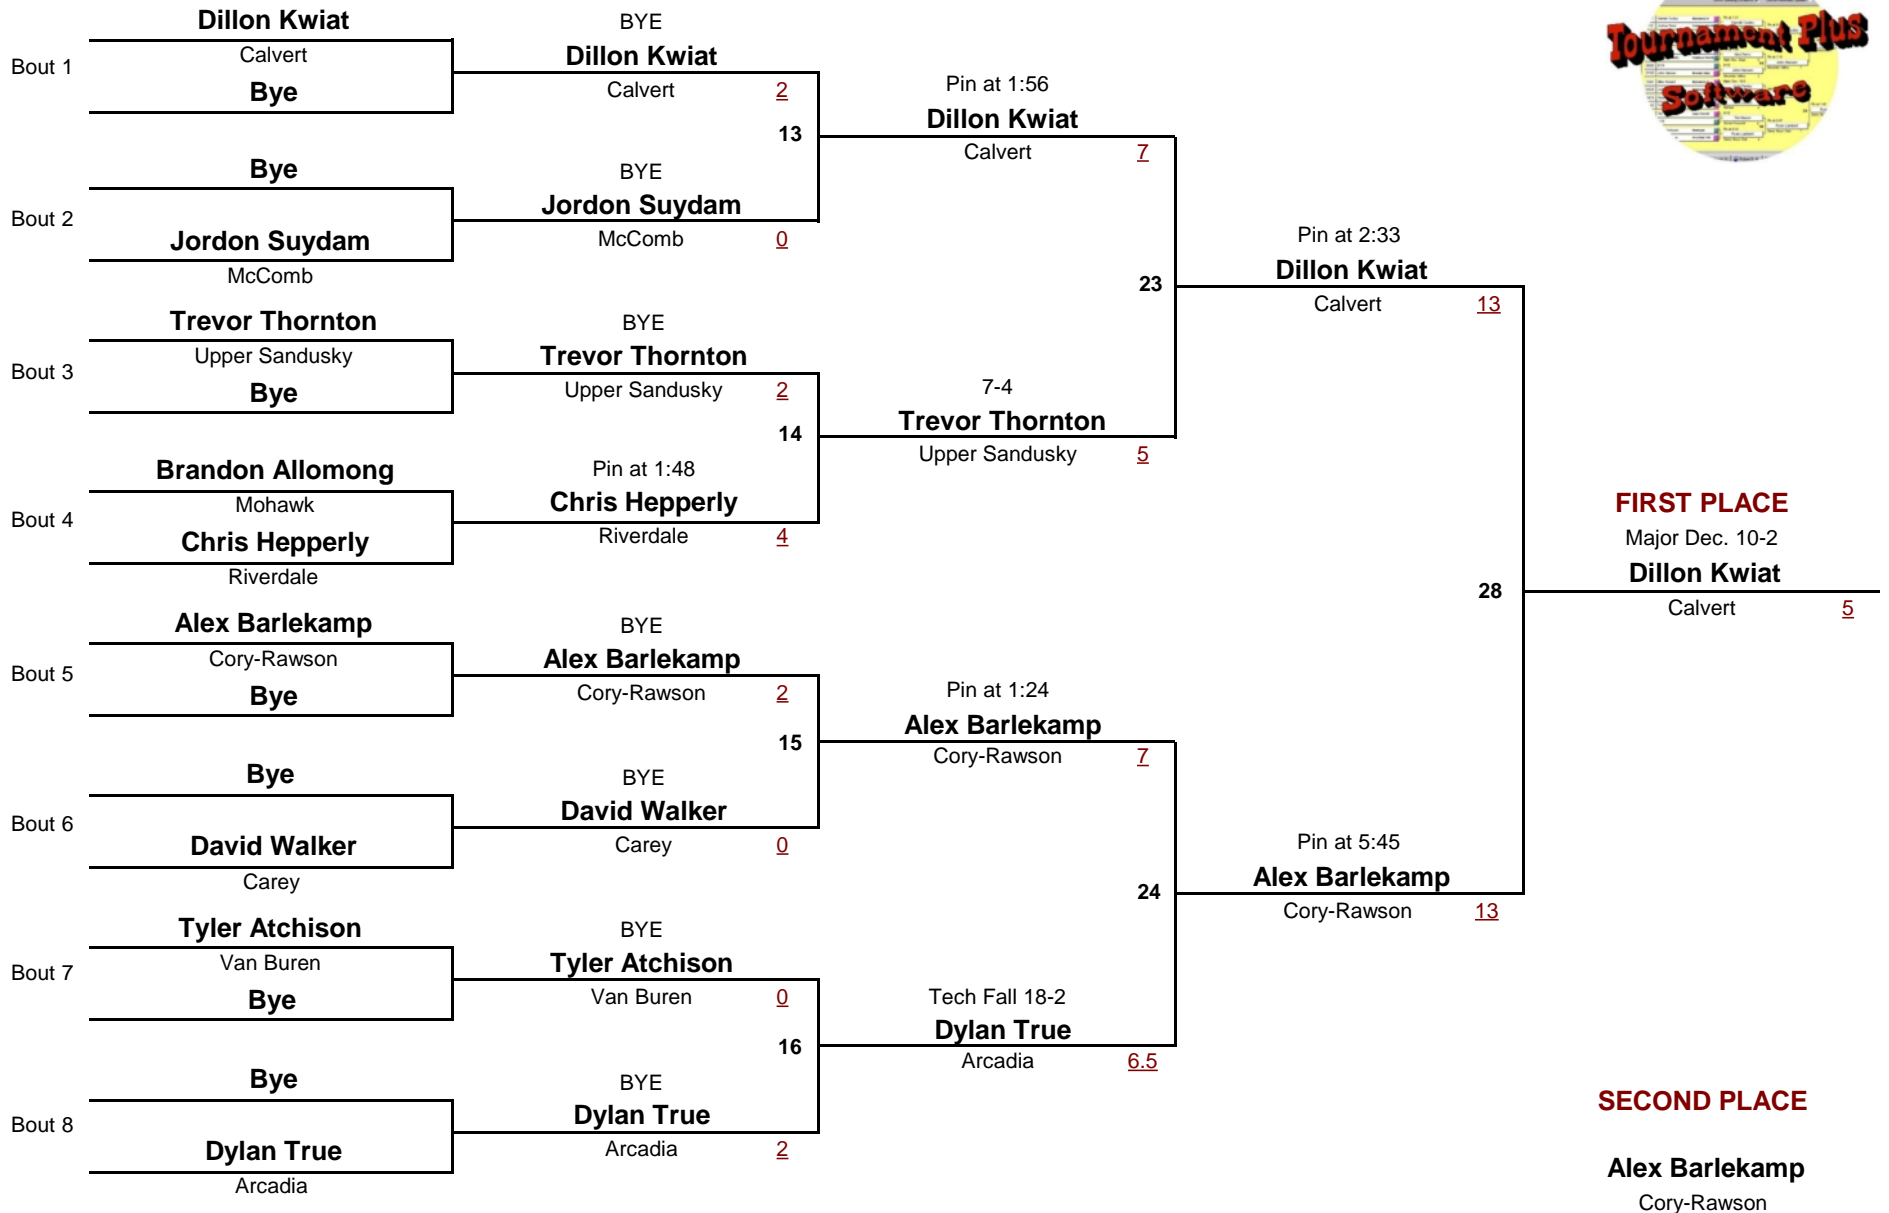 Dillon Kwiat
Calvert
Bout 1
Bye
Bye
Bout 2
Jordon Suydam
McComb
Trevor Thornton
Upper Sandusky
Bout 3
Bye
Brandon Allomong
Mohawk
Bout 4
Chris Hepperly
Riverdale
Alex Barlekamp
Cory-Rawson
Bout 5
Bye
Bye
Bout 6
David Walker
Carey
Tyler Atchison
Van Buren
Bout 7
Bye
Bye
Bout 8
Dylan True
Arcadia
BYE
Dillon Kwiat
Calvert 2
13
BYE
Jordon Suydam
McComb 0
BYE
Trevor Thornton
Upper Sandusky 2
14
Pin at 1:48
Chris Hepperly
Riverdale 4
BYE
Alex Barlekamp
Cory-Rawson 2
15
BYE
David Walker
Carey 0
BYE
Tyler Atchison
Van Buren 0
16
BYE
Dylan True
Arcadia 2
Pin at 1:56
Dillon Kwiat
Calvert 7
23
7-4
Trevor Thornton
Upper Sandusky 5
Pin at 1:24
Alex Barlekamp
Cory-Rawson 7
24
Tech Fall 18-2
Dylan True
Arcadia 6.5
Pin at 2:33
Dillon Kwiat
Calvert 13
28
Pin at 5:45
Alex Barlekamp
Cory-Rawson 13
Tournament Plus
Software
FIRST PLACE
Major Dec. 10-2
Dillon Kwiat
Calvert 5
SECOND PLACE
Alex Barlekamp
Cory-Rawson